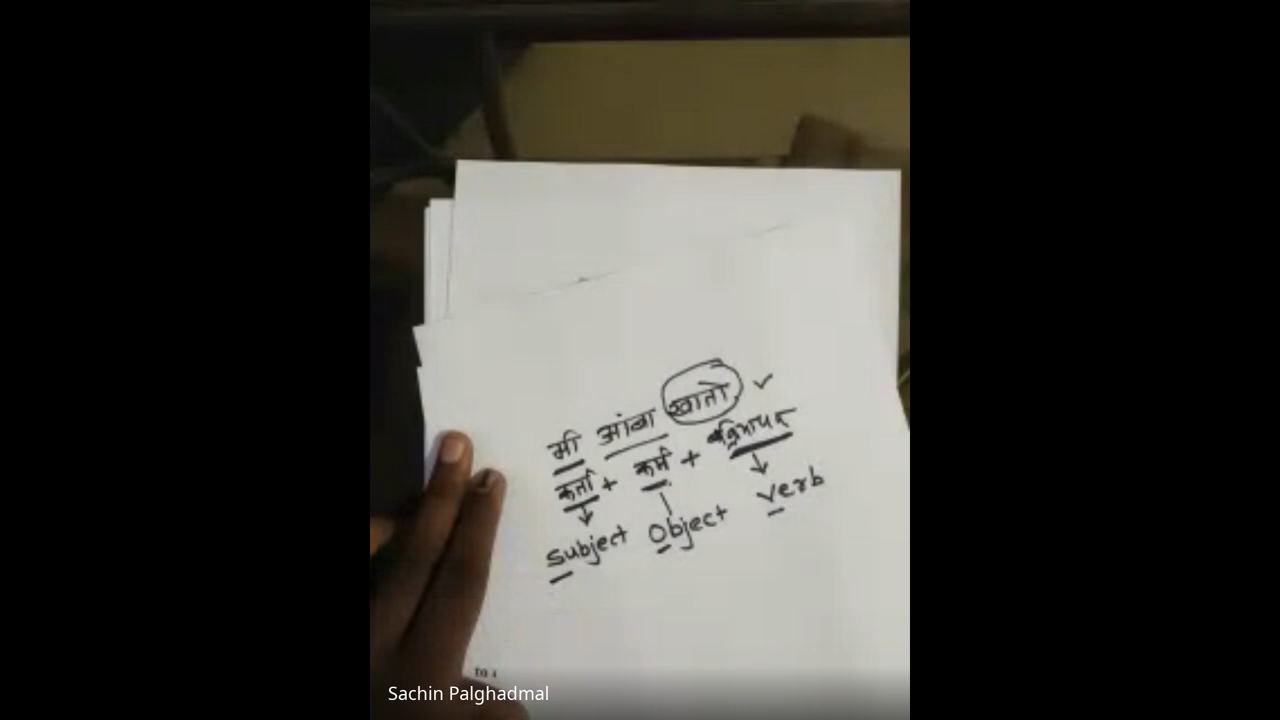 मी आंबा खातो ✓
कर्ता + कर्म + क्रियापद
Subject Object Verb
Sachin Palghadmal